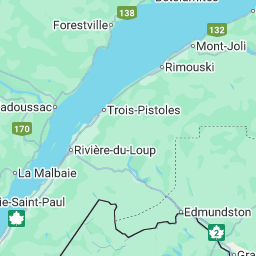 Forestville
138
132
Mont-Joli
Rimouski
adoussac
Trois-Pistoles
170
Rivière-du-Loup
La Malbaie
ie-Saint-Paul
Edmundston
2
Gra